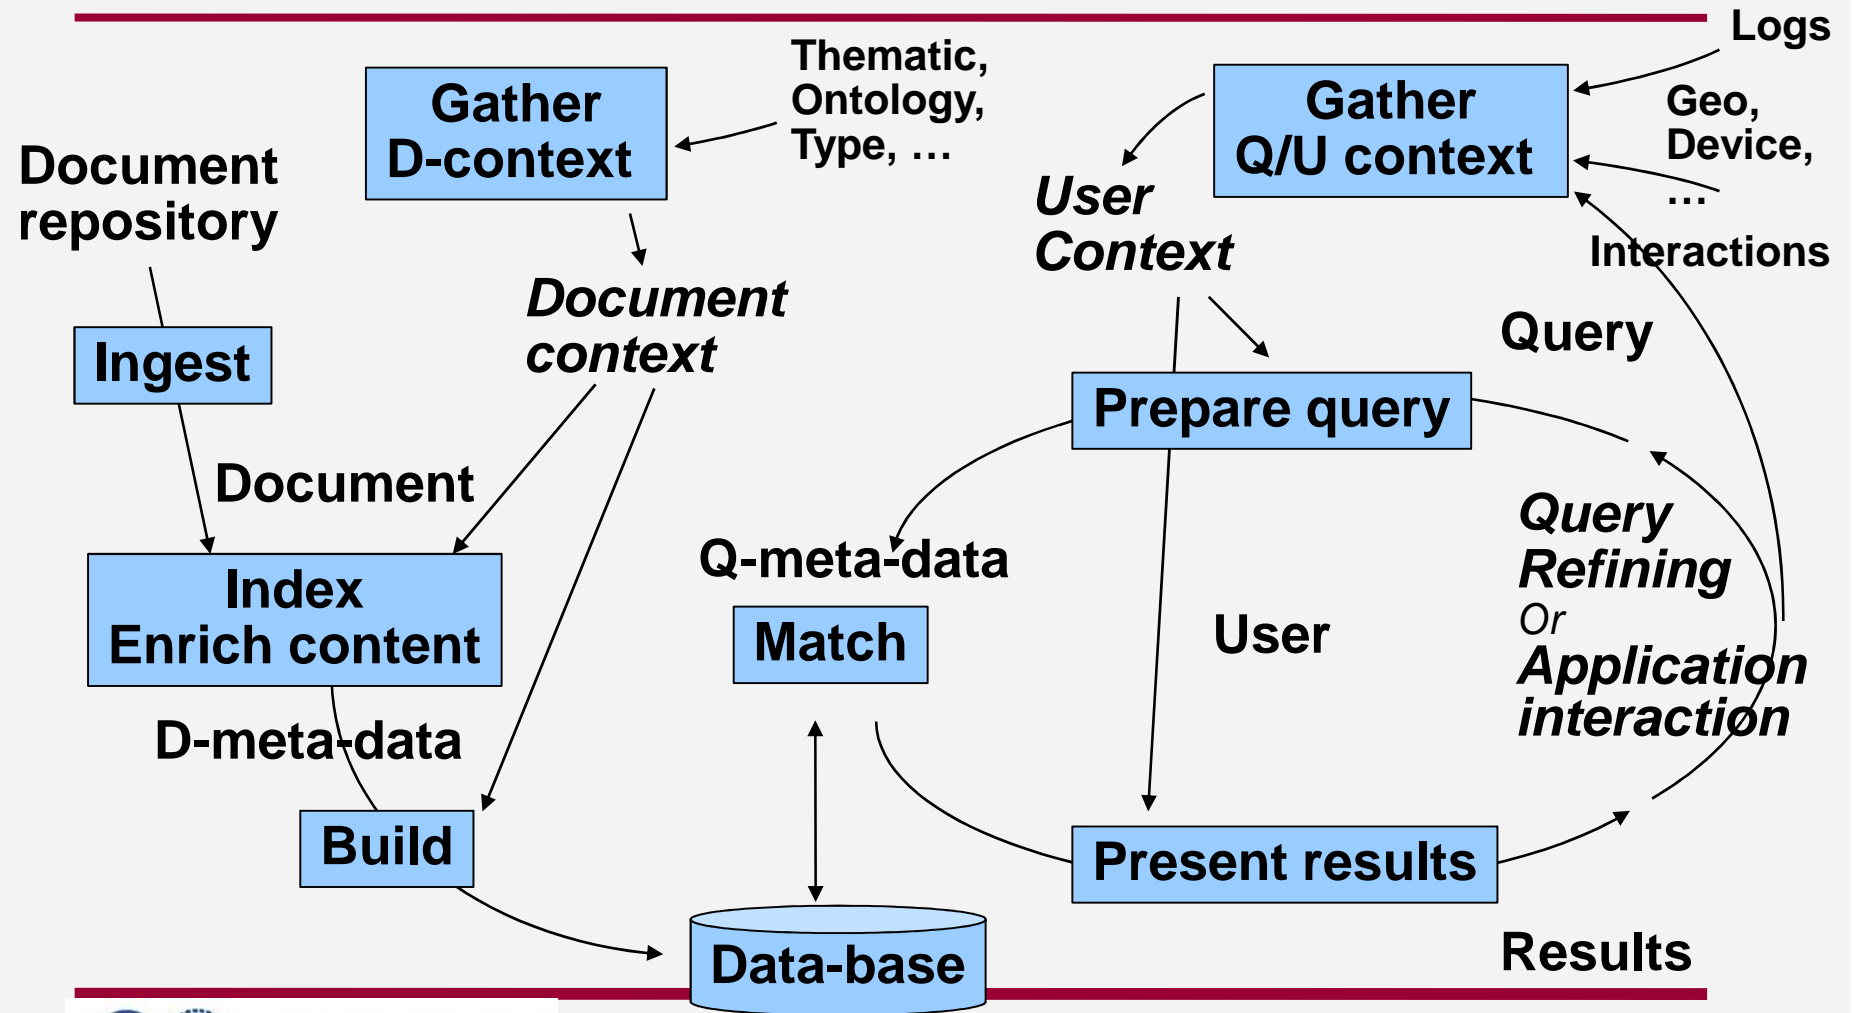 Logs
Thematic,
Ontology,
Type, …
Gather
D-context
Gather
Q/U context
Geo,
Device,
…
Document
repository
User
Context
Interactions
Document
context
Ingest
Query
Prepare query
Document
Query
Refining
Or
Application
interaction
Q-meta-data
Index
Enrich content
Match
User
D-meta-data
Build
Present results
Data-base
Results